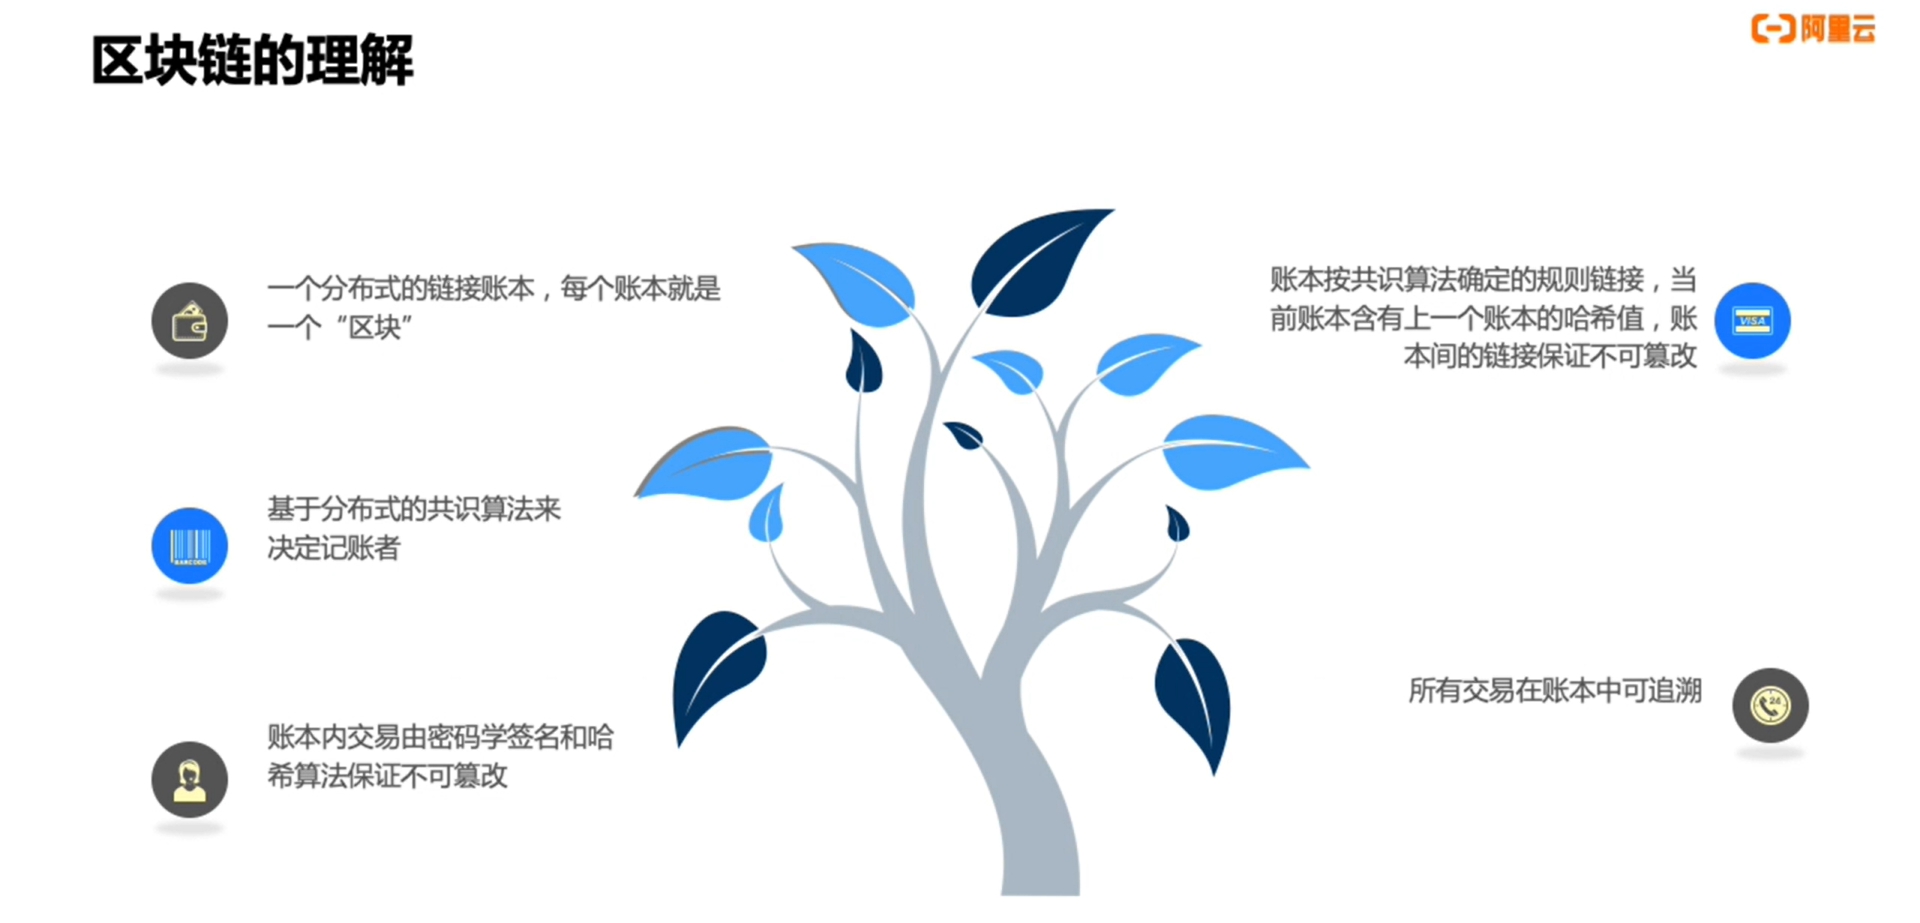 区块链的理解
阿里云
一个分布式的链接账本，每个账本就是
一个“区块”
基于分布式的共识算法来
决定记账者
BARCODE
账本内交易由密码学签名和哈
希算法保证不可篡改
账本按共识算法确定的规则链接，当
前账本含有上一个账本的哈希值，账
本间的链接保证不可篡改
VISA
所有交易在账本中可追溯
24